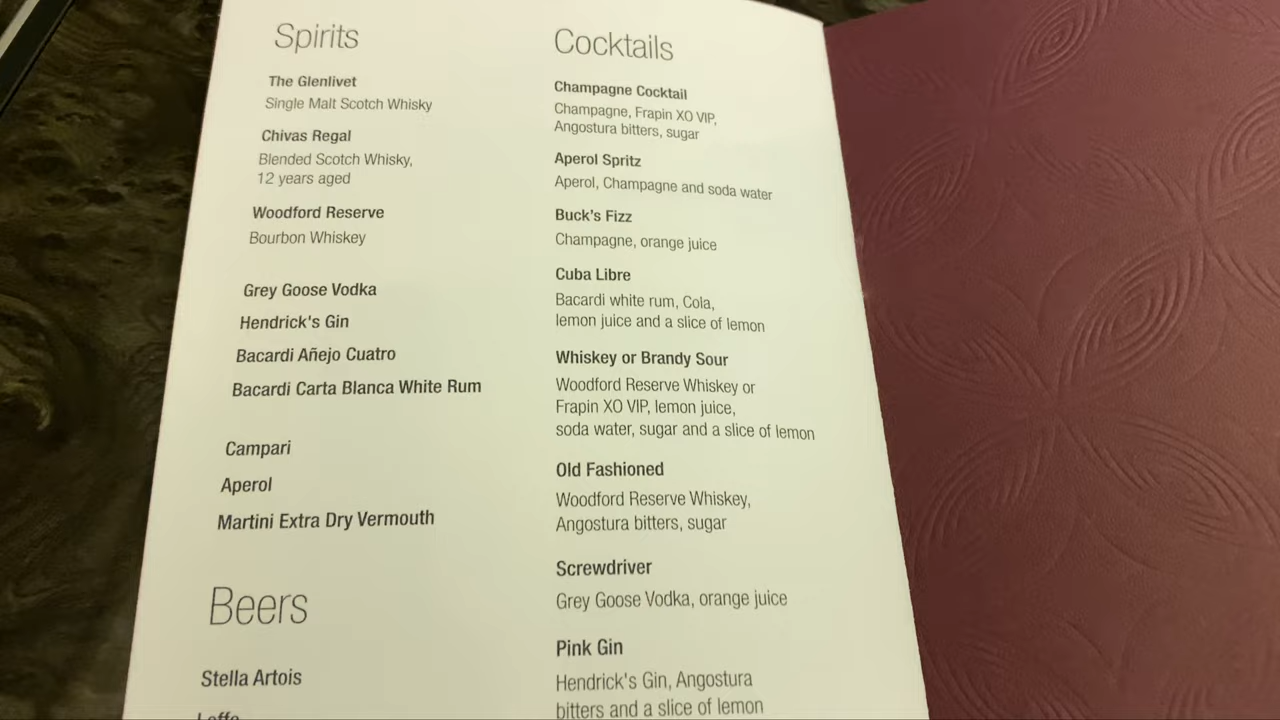 Spirits
The Glenlivet
Single Malt Scotch Whisky
Chivas Regal
Blended Scotch Whisky,
12 years aged
Woodford Reserve
Bourbon Whiskey
Grey Goose Vodka
Hendrick's Gin
Bacardi Añejo Cuatro
Bacardi Carta Blanca White Rum
Campari
Aperol
Martini Extra Dry Vermouth
Beers
Stella Artois
Cocktails
Champagne Cocktail
Champagne, Frapin XO VIP,
Angostura bitters, sugar
Aperol Spritz
Aperol, Champagne and soda water
Buck's Fizz
Champagne, orange juice
Cuba Libre
Bacardi white rum, Cola,
lemon juice and a slice of lemon
Whiskey or Brandy Sour
Woodford Reserve Whiskey or
Frapin XO VIP, lemon juice,
soda water, sugar and a slice of lemon
Old Fashioned
Woodford Reserve Whiskey,
Angostura bitters, sugar
Screwdriver
Grey Goose Vodka, orange juice
Pink Gin
Hendrick's Gin, Angostura
bitters and a slice of lemon